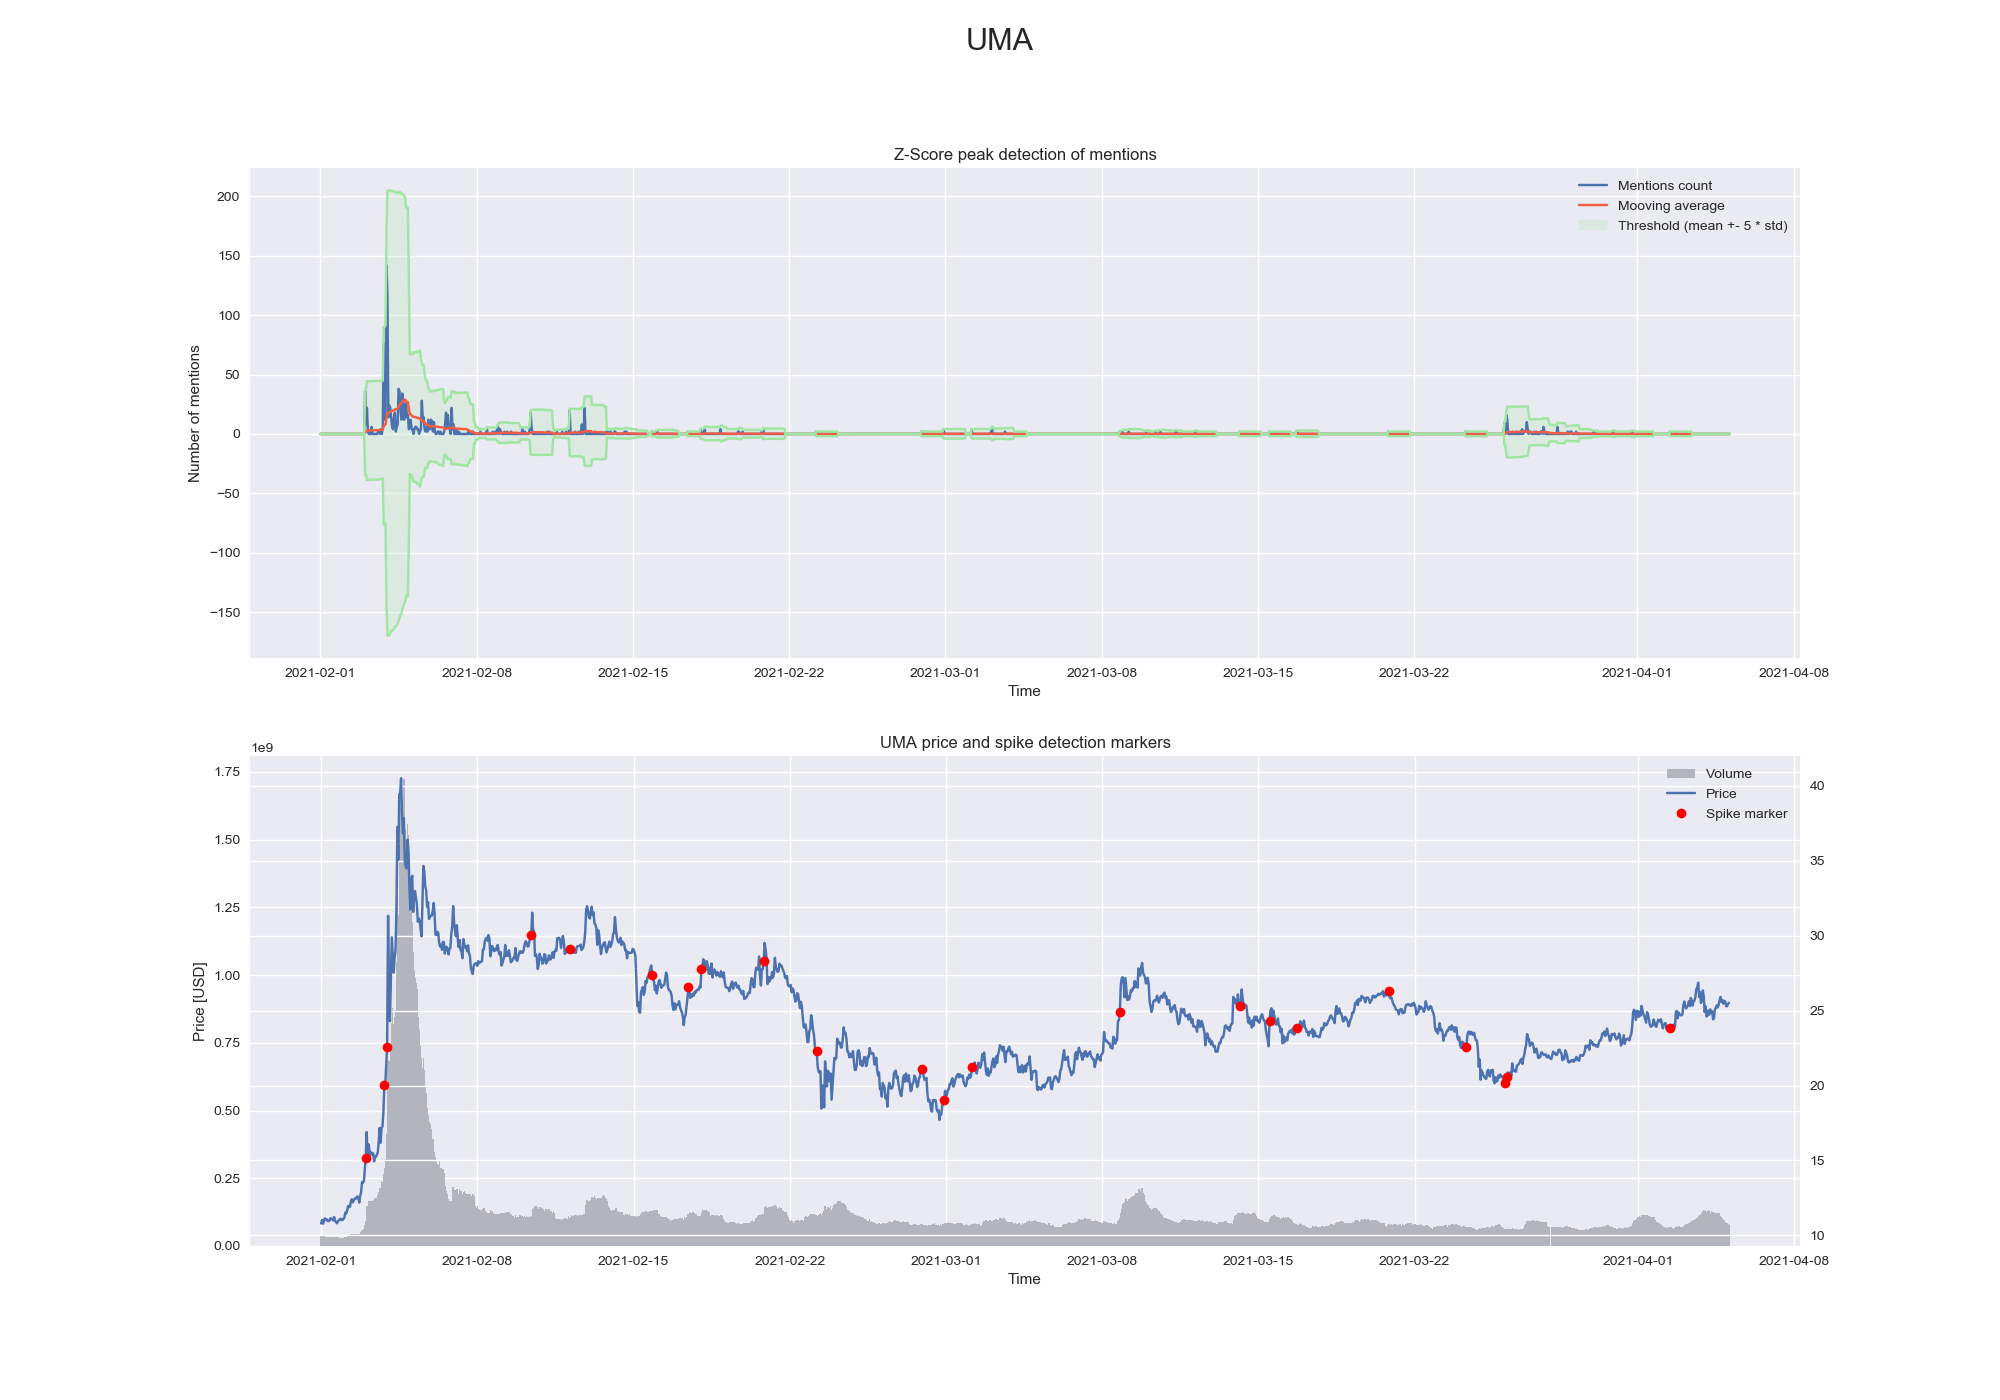 UMA
Z-Score peak detection of mentions
Mentions count
Mooving average
Threshold (mean +- 5 * std)
Number of mentions
200
150
100
50
0
−50
−100
−150
2021-02-01 2021-02-08 2021-02-15 2021-02-22 2021-03-01 2021-03-08 2021-03-15 2021-03-22 2021-04-01 2021-04-08
Time
UMA price and spike detection markers
1e9
Volume
Price
Spike marker
Price [USD]
1.75
1.50
1.25
1.00
0.75
0.50
0.25
0.00
40
35
30
25
20
15
10
2021-02-01 2021-02-08 2021-02-15 2021-02-22 2021-03-01 2021-03-08 2021-03-15 2021-03-22 2021-04-01 2021-04-08
Time